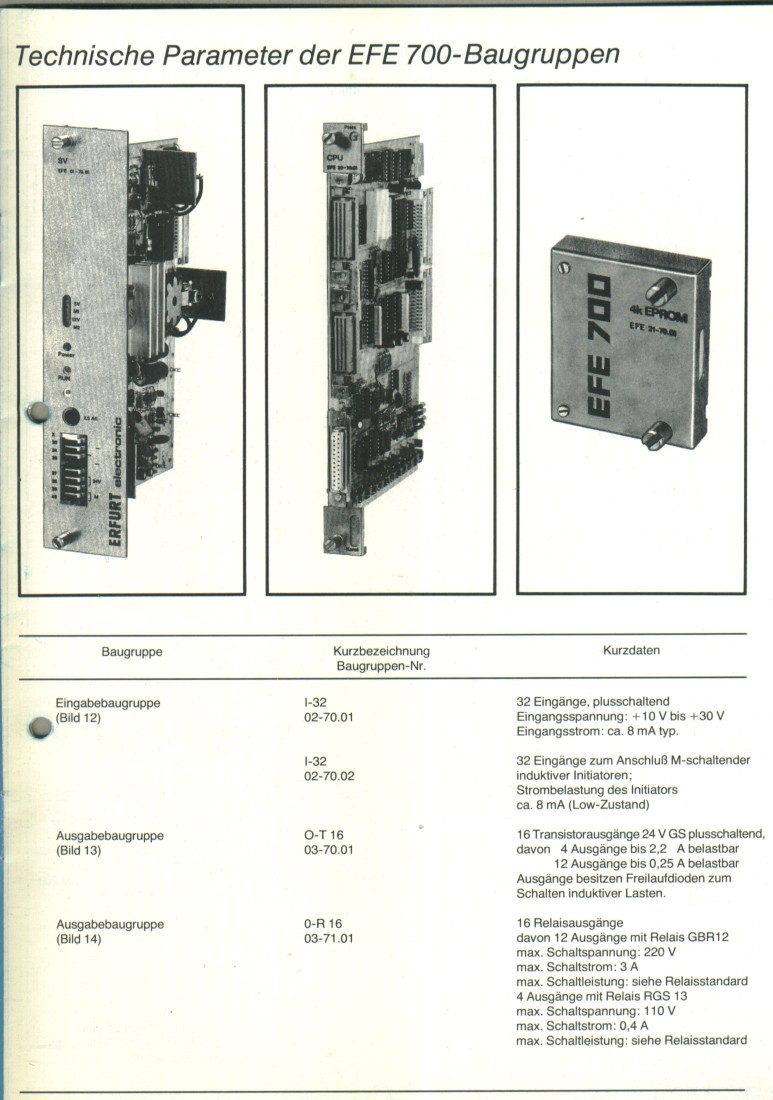 Technische Parameter der EFE 700-Baugruppen
SV
5V
M1
12V
M2
Power
RUN
ERFURT electronic
CPU
EFE 700
4k EPROM
EFE 21-70.03
Baugruppe
Kurzbezeichnung
Baugruppen-Nr.
Kurzdaten
Eingabebaugruppe
(Bild 12)
I-32
02-70.01
32 Eingänge, plusschaltend
Eingangsspannung: +10 V bis +30 V
Eingangsstrom: ca. 8 mA typ.
I-32
02-70.02
32 Eingänge zum Anschluß M-schaltender
induktiver Initiatoren;
Strombelastung des Initiators
ca. 8 mA (Low-Zustand)
Ausgabebaugruppe
(Bild 13)
O-T 16
03-70.01
16 Transistorausgänge 24 V GS plusschaltend,
davon 4 Ausgänge bis 2,2 A belastbar
12 Ausgänge bis 0,25 A belastbar
Ausgänge besitzen Freilaufdioden zum
Schalten induktiver Lasten.
Ausgabebaugruppe
(Bild 14)
0-R 16
03-71.01
16 Relaisausgänge
davon 12 Ausgänge mit Relais GBR12
max. Schaltspannung: 220 V
max. Schaltstrom: 3 A
max. Schaltleistung: siehe Relaisstandard
4 Ausgänge mit Relais RGS 13
max. Schaltspannung: 110 V
max. Schaltstrom: 0,4 A
max. Schaltleistung: siehe Relaisstandard